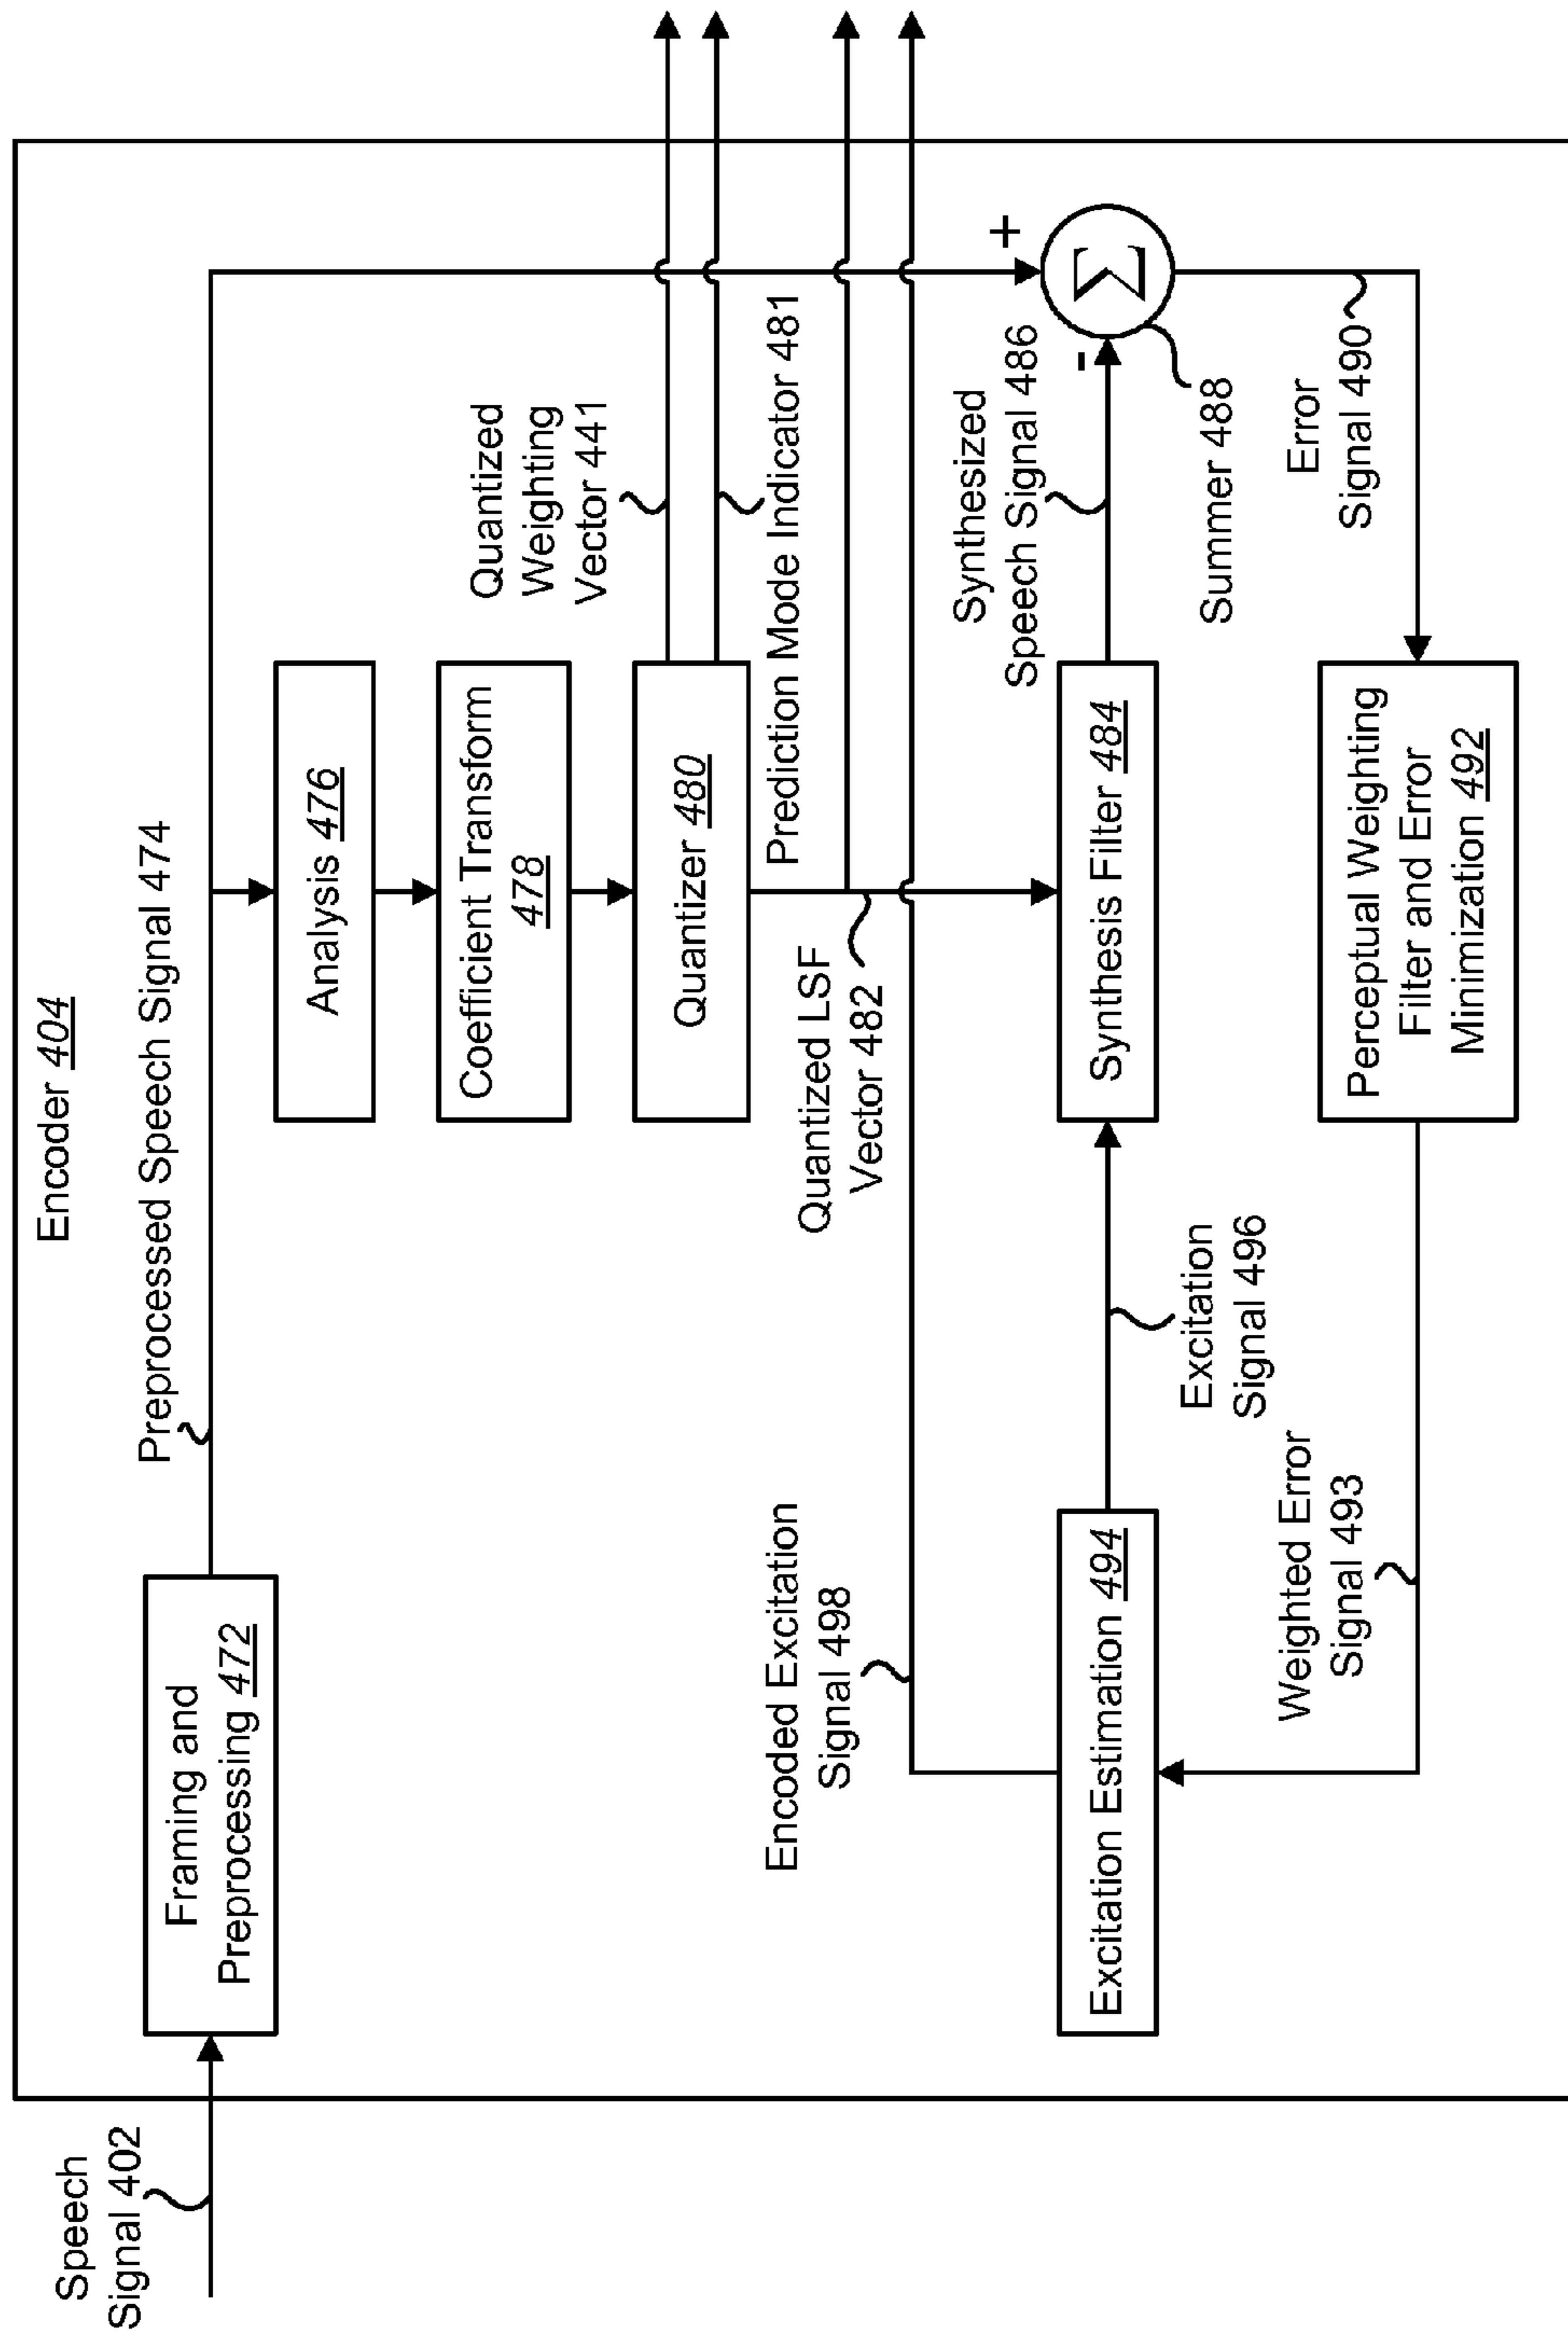 Encoder 404
Speech
Signal 402
Framing and
Preprocessing 472
Preprocessed Speech Signal 474
Analysis 476
Coefficient Transform
478
Quantizer 480
Quantized
Weighting
Vector 441
Prediction Mode Indicator 481
Quantized LSF
Vector 482
Encoded Excitation
Signal 498
Excitation Estimation 494
Excitation
Signal 496
Synthesis Filter 484
Synthesized
Speech Signal 486
+
-
Σ
Summer 488
Error
Signal 490
Perceptual Weighting
Filter and Error
Minimization 492
Weighted Error
Signal 493